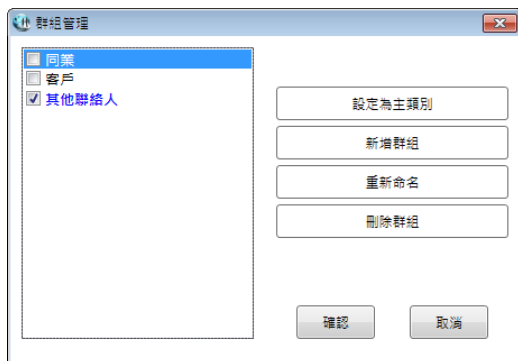 群組管理
同業
客戶
其他聯絡人
設定為主類別
新增群組
重新命名
刪除群組
確認
取消